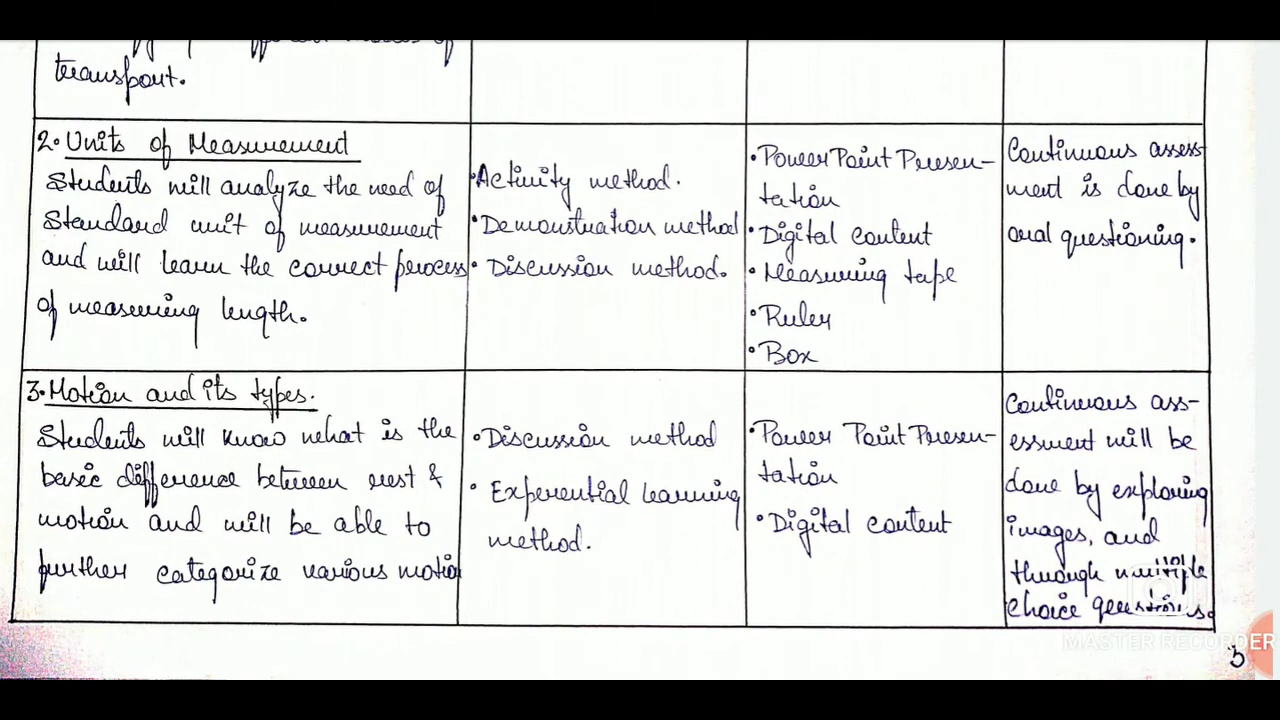 transport.
2. Units of Measurement
Students will analyze the need of
standard unit of measurement
and will learn the correct process
of measuring length.
• Activity method.
• Demonstration method
• Discussion method.
• PowerPoint Presen-
tation
• Digital content
• Measuring tape
• Ruler
• Box
Continuous assess-
ment is done by
oral questioning.
3. Motion and its types.
Students will know what is the
basic difference between rest &
motion and will be able to
further categorize various motion
• Discussion method
• Experiential learning
method.
• Power Point Presen-
tation
• Digital content
Continuous ass-
essment will be
done by exploring
images, and
through multiple
choice questions.
MASTER RECORDER
3